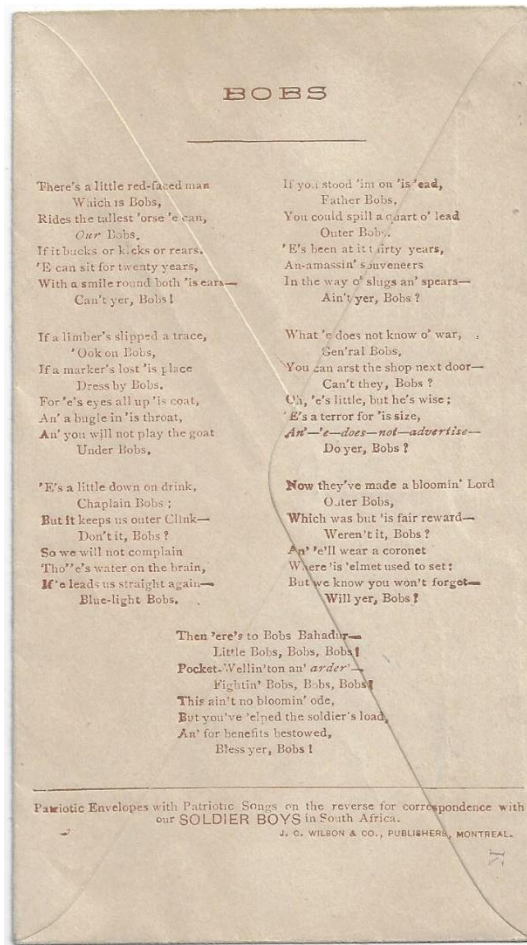 BOBS
There's a little red-faced man
Which is Bobs,
Rides the tallest 'orse 'e can,
Our Bobs.
If it bucks or kicks or rears.
'E can sit for twenty years,
With a smile round both 'is ears—
Can't yer, Bobs!
If a limber's slipped a trace,
'Ook on Bobs,
If a marker's lost 'is place
Dress by Bobs.
For 'e's eyes all up 'is coat,
An' a bugle in 'is throat,
An' you will not play the goat
Under Bobs.
'E's a little down on drink,
Chaplain Bobs;
But it keeps us outer Clink—
Don't it, Bobs?
So we will not complain
Tho' 'e's water on the brain,
If 'e leads us straight again—
Blue-light Bobs.
If you stood 'im on 'is 'ead,
Father Bobs,
You could spill a quart o' lead
Outer Bobs.
'E's been at it thirty years,
An-amassin' souveneers
In the way o' slugs an' spears—
Ain't yer, Bobs?
What 'e does not know o' war,
Gen'ral Bobs,
You can arst the shop next door—
Can't they, Bobs?
Oh, 'e's little, but he's wise;
'E's a terror for 'is size,
An'—'e—does—not—advertise—
Do yer, Bobs?
Now they've made a bloomin' Lord
Outer Bobs,
Which was but 'is fair reward—
Weren't it, Bobs?
An' 'e'll wear a coronet
Where 'is 'elmet used to set;
But we know you won't forget—
Will yer, Bobs?
Then 'ere's to Bobs Bahadur—
Little Bobs, Bobs, Bobs!
Pocket-Wellin'ton an' arder—
Fightin' Bobs, Bobs, Bobs!
This ain't no bloomin' ode,
But you've 'elped the soldier's load,
An' for benefits bestowed,
Bless yer, Bobs!
Patriotic Envelopes with Patriotic Songs on the reverse for correspondence with
our SOLDIER BOYS in South Africa.
J. C. WILSON & CO., PUBLISHERS, MONTREAL.
K